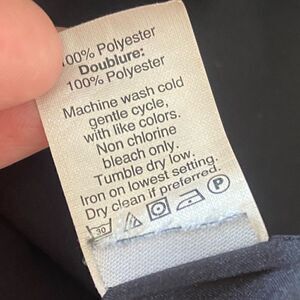 100% Polyester
Doublure:
100% Polyester
Machine wash cold
gentle cycle,
with like colors.
Non chlorine
bleach only.
Tumble dry low.
Iron on lowest setting.
Dry clean if preferred.
30
P